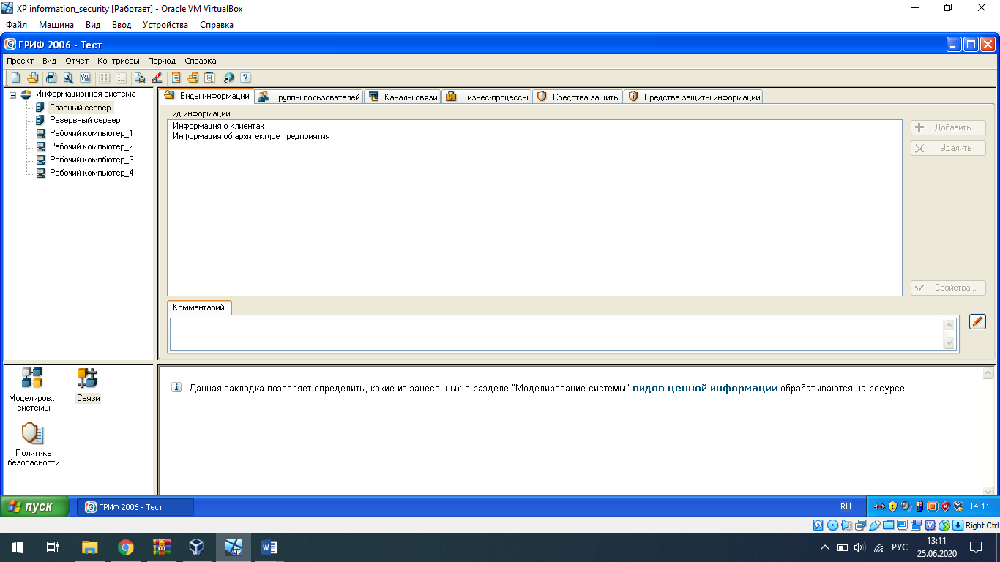 XP information_security [Работает] - Oracle VM VirtualBox
Файл Машина Вид Ввод Устройства Справка
ГРИФ 2006 - Тест
Проект Вид Отчет Контрмеры Период Справка
Информационная система
Главный сервер
Резервный сервер
Рабочий компьютер_1
Рабочий компьютер_2
Рабочий компбютер_3
Рабочий компьютер_4
Виды информации Группы пользователей Каналы связи Бизнес-процессы Средства защиты Средства защиты информации
Вид информации:
Информация о клиентах
Информация об архитектуре предприятия
Добавить...
Удалить
Свойства...
Комментарий:
Моделиров...
системы
Связи
Политика
безопасности
Данная закладка позволяет определить, какие из занесенных в разделе "Моделирование системы" видов ценной информации обрабатываются на ресурсе.
пуск ГРИФ 2006 - Тест RU 14:11
Right Ctrl
РУС 13:11
25.06.2020